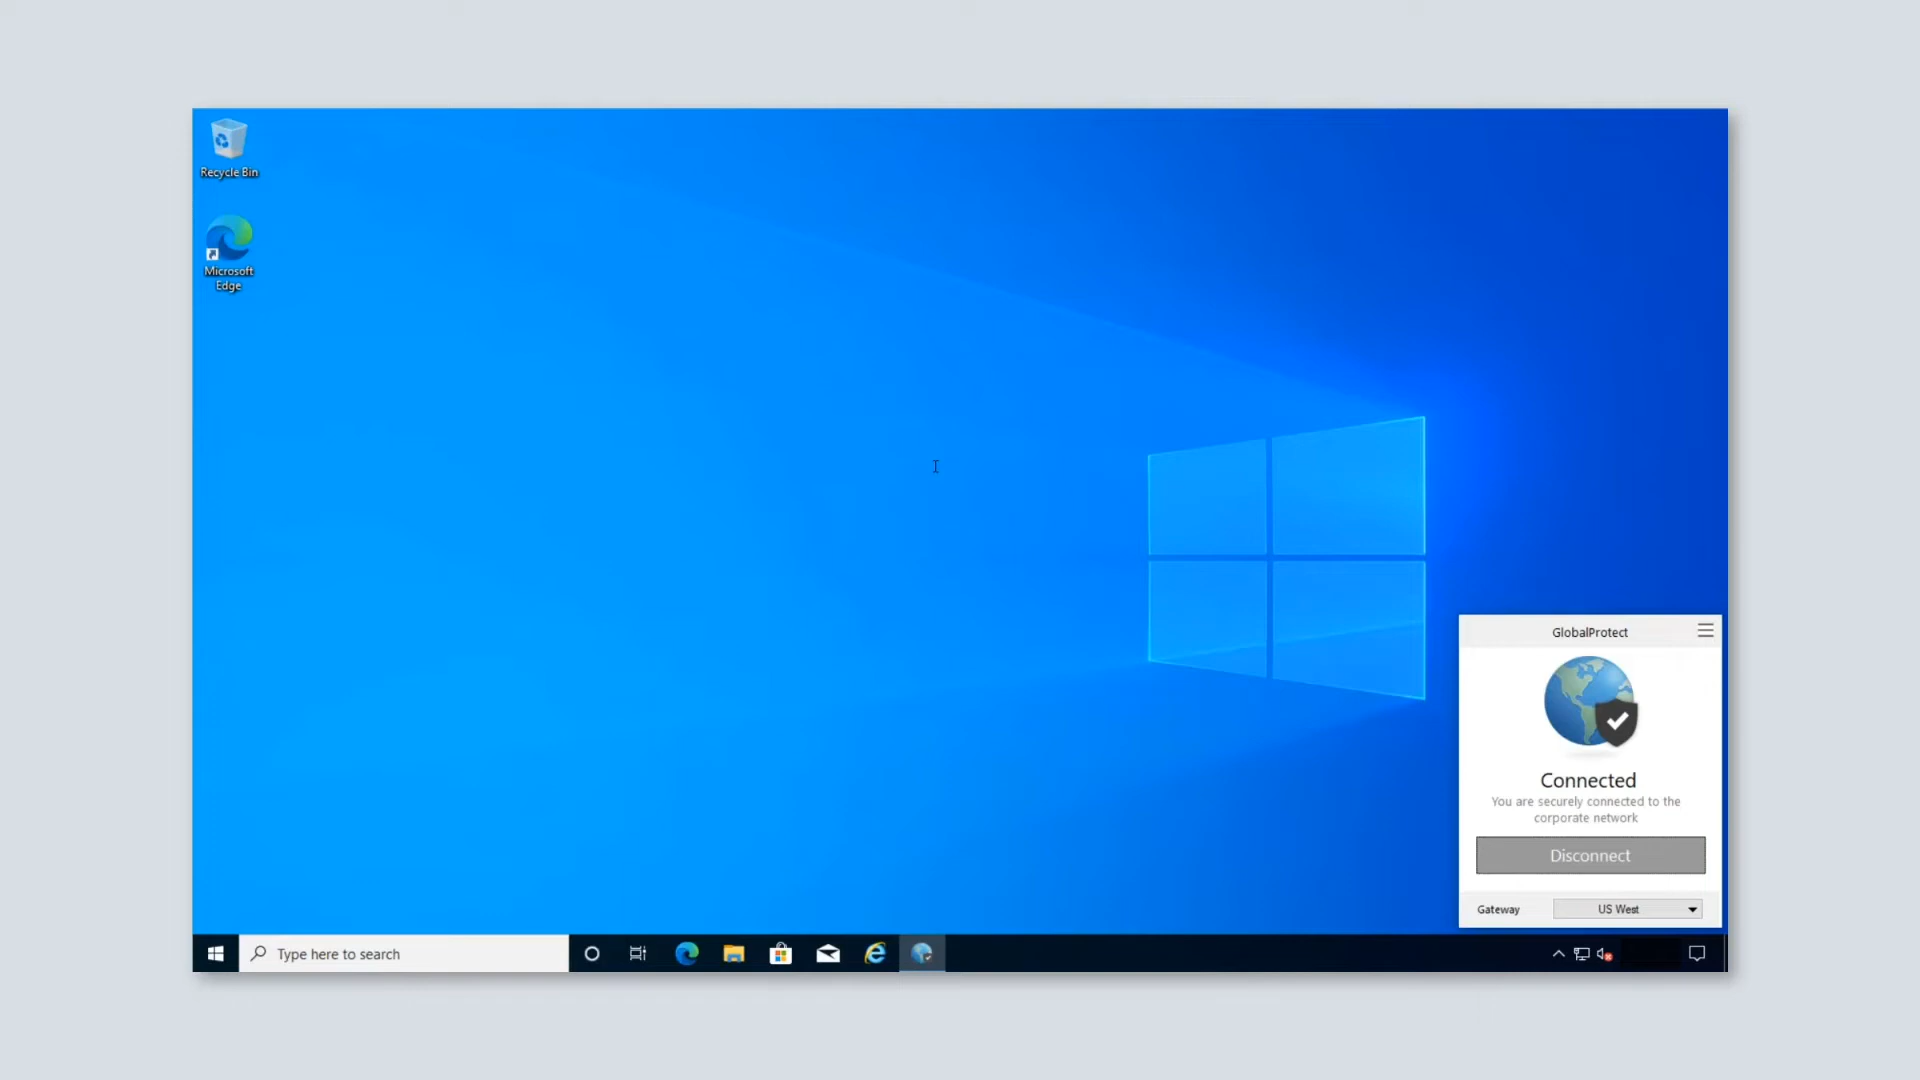 Recycle Bin
Microsoft
Edge
GlobalProtect
Connected
You are securely connected to the
corporate network
Disconnect
Gateway
US West
Type here to search